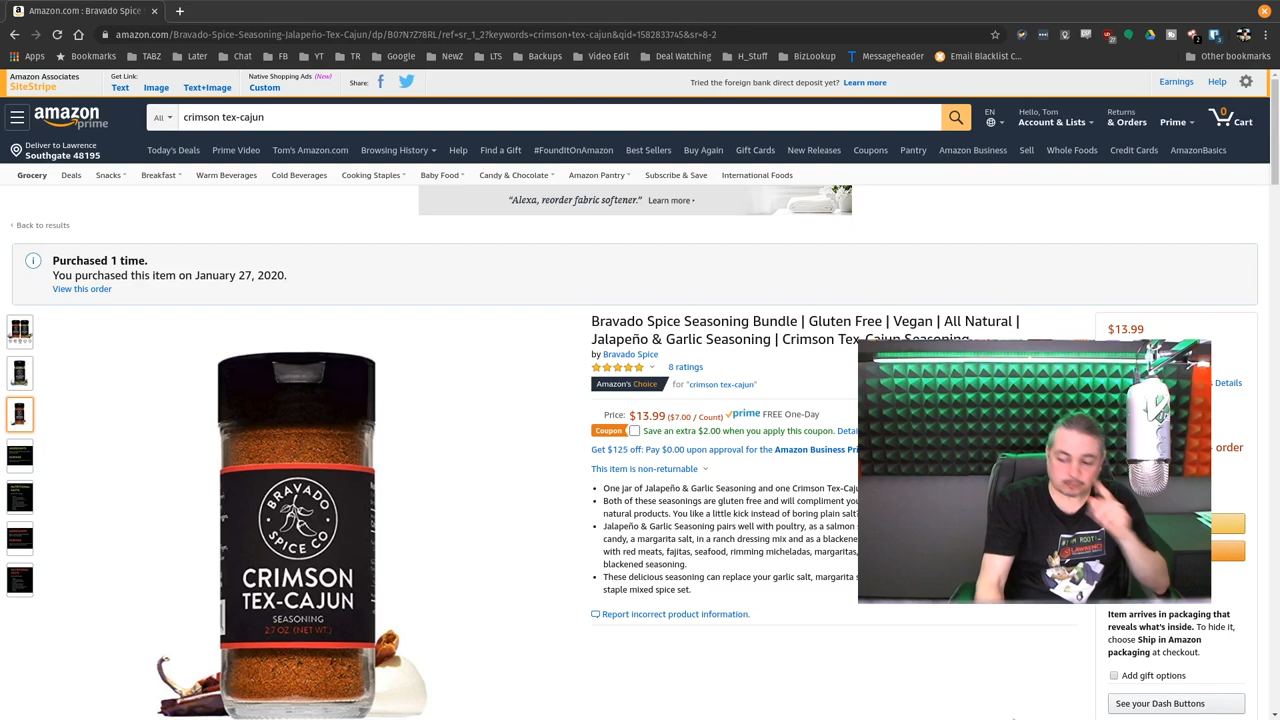 Amazon.com : Bravado Spice
amazon.com/Bravado-Spice-Seasoning-Jalapeño-Tex-Cajun/dp/B07N7Z78RL/ref=sr_1_2?keywords=crimson+tex-cajun&qid=1582833745&sr=8-2
Apps Bookmarks TABZ Later Chat FB YT TR Google NewZ LTS Backups Video Edit Deal Watching H_Stuff BizLookup Messageheader Email Blacklist C... Other bookmarks
Amazon Associates
SiteStripe
Get Link:
Text Image Text+Image
Native Shopping Ads (New)
Custom
Share:
Tried the foreign bank direct deposit yet? Learn more
Earnings Help
amazon
prime
All crimson tex-cajun
EN
Hello, Tom
Account & Lists
Returns
& Orders
Prime
0
Cart
Deliver to Lawrence
Southgate 48195
Today's Deals Prime Video Tom's Amazon.com Browsing History Help Find a Gift #FoundItOnAmazon Best Sellers Buy Again Gift Cards New Releases Coupons Pantry Amazon Business Sell Whole Foods Credit Cards AmazonBasics
Grocery Deals Snacks Breakfast Warm Beverages Cold Beverages Cooking Staples Baby Food Candy & Chocolate Amazon Pantry Subscribe & Save International Foods
“Alexa, reorder fabric softener.” Learn more
‹ Back to results
Purchased 1 time.
You purchased this item on January 27, 2020.
View this order
BRAVADO
SPICE CO
CRIMSON
TEX-CAJUN
SEASONING
2.7 OZ (NET WT.)
Bravado Spice Seasoning Bundle | Gluten Free | Vegan | All Natural |
Jalapeño & Garlic Seasoning | Crimson Tex-Cajun Seasoning
by Bravado Spice
8 ratings
Amazon's Choice for "crimson tex-cajun"
Price: $13.99 ($7.00 / Count) prime FREE One-Day
Coupon Save an extra $2.00 when you apply this coupon.
Get $125 off: Pay $0.00 upon approval for the Amazon Business
This item is non-returnable
One jar of Jalapeño & Garlic Seasoning and one Crimson
Both of these seasonings are gluten free and will compliment
natural products. You like a little kick instead of boring plain salt?
Jalapeño & Garlic Seasoning pairs well with poultry, as a salmon
candy, a margarita salt, in a ranch dressing mix and as a
with red meats, fajitas, seafood, rimming micheladas, margaritas,
blackened seasoning.
These delicious seasoning can replace your garlic salt, margarita
staple mixed spice set.
Report incorrect product information.
$13.99
Details
order
Item arrives in packaging that
reveals what's inside. To hide it,
choose Ship in Amazon
packaging at checkout.
Add gift options
See your Dash Buttons